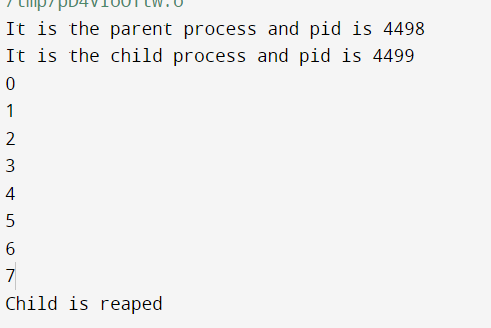 It is the parent process and pid is 4498
It is the child process and pid is 4499
0
1
2
3
4
5
6
7
Child is reaped